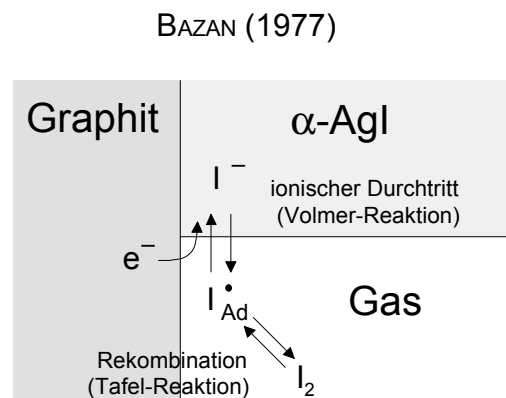 BAZAN (1977)
Graphit
α-AgI
I⁻
ionischer Durchtritt
(Volmer-Reaktion)
e⁻
I•Ad
Gas
Rekombination
(Tafel-Reaktion)
I₂